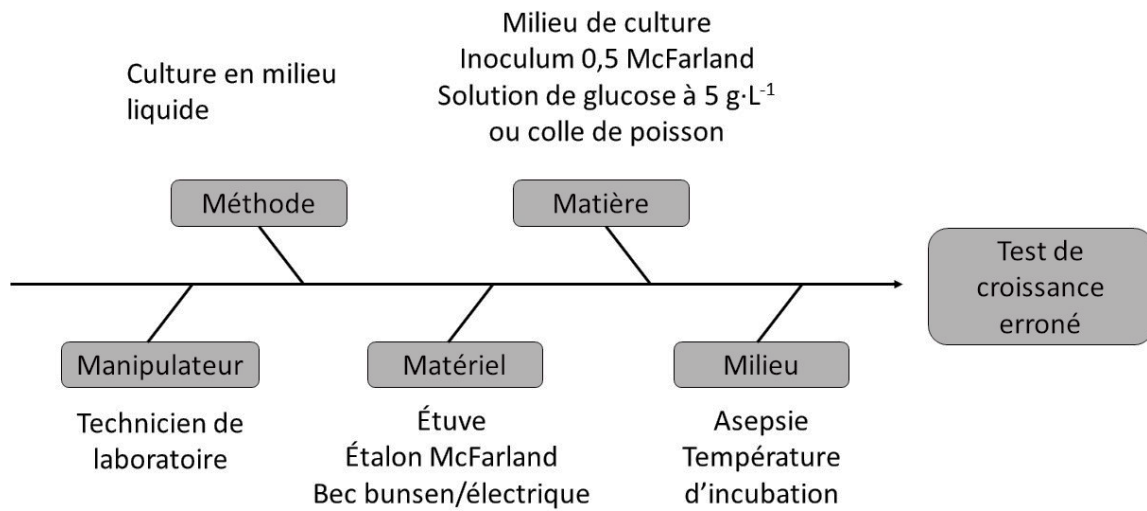 Culture en milieu
liquide
Milieu de culture
Inoculum 0,5 McFarland
Solution de glucose à 5 g·L⁻¹
ou colle de poisson
Méthode
Matière
Test de
croissance
erroné
Manipulateur
Matériel
Milieu
Technicien de
laboratoire
Étuve
Étalon McFarland
Bec bunsen/électrique
Asepsie
Température
d’incubation